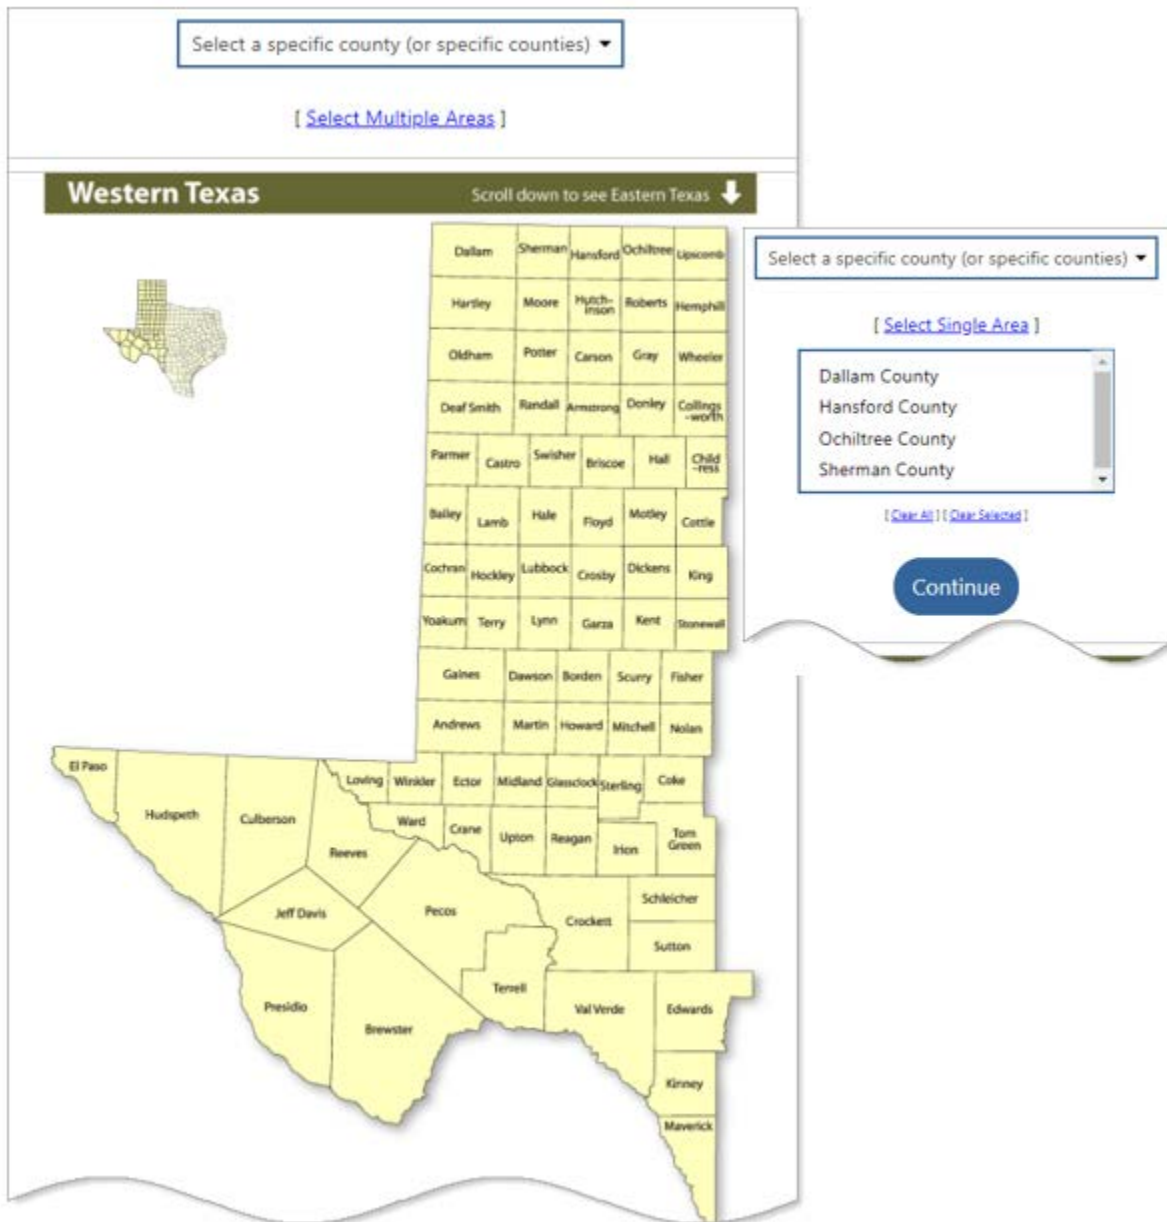 Select a specific county (or specific counties)
[ Select Multiple Areas ]
Western Texas
Scroll down to see Eastern Texas
Dallam Sherman Hansford Ochiltree Lipscomb
Hartley Moore Hutch-
inson Roberts Hemphill
Oldham Potter Carson Gray Wheeler
Deaf Smith Randall Armstrong Donley Collings
-worth
Parmer Castro Swisher Briscoe Hall Child
-ress
Bailey Lamb Hale Floyd Motley Cottle
Cochran Hockley Lubbock Crosby Dickens King
Yoakum Terry Lynn Garza Kent Stonewall
Gaines Dawson Borden Scurry Fisher
Andrews Martin Howard Mitchell Nolan
El Paso Loving Winkler Ector Midland Glassclock Sterling Coke
Hudspeth Culberson Reeves Ward Crane Upton Reagan Irion Tom
Green
Jeff Davis Pecos Crockett Schleicher
Sutton
Presidio Brewster Terrell Val Verde Edwards
Kinney
Maverick
Select a specific county (or specific counties)
[ Select Single Area ]
Dallam County
Hansford County
Ochiltree County
Sherman County
[ Clear All ] [ Clear Selected ]
Continue